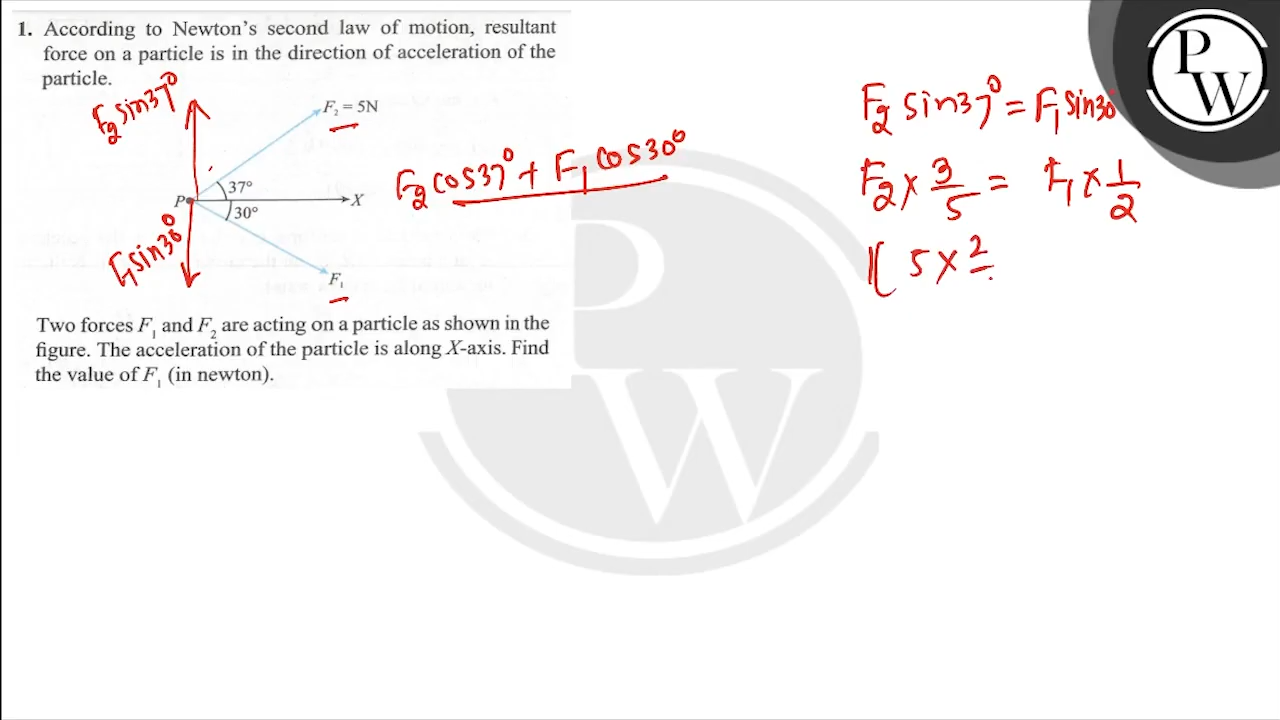 1. According to Newton's second law of motion, resultant
force on a particle is in the direction of acceleration of the
particle.
F₂ sin37°
F₂ = 5N
37°
P
X
30°
F₁ sin30°
F₁
F₂ cos37° + F₁ cos30°
Two forces F₁ and F₂ are acting on a particle as shown in the
figure. The acceleration of the particle is along X-axis. Find
the value of F₁ (in newton).
P
W
F₂ sin37° = F₁ sin30°
F₂ × 3/5 = F₁ × 1/2
5 × 2
P
W